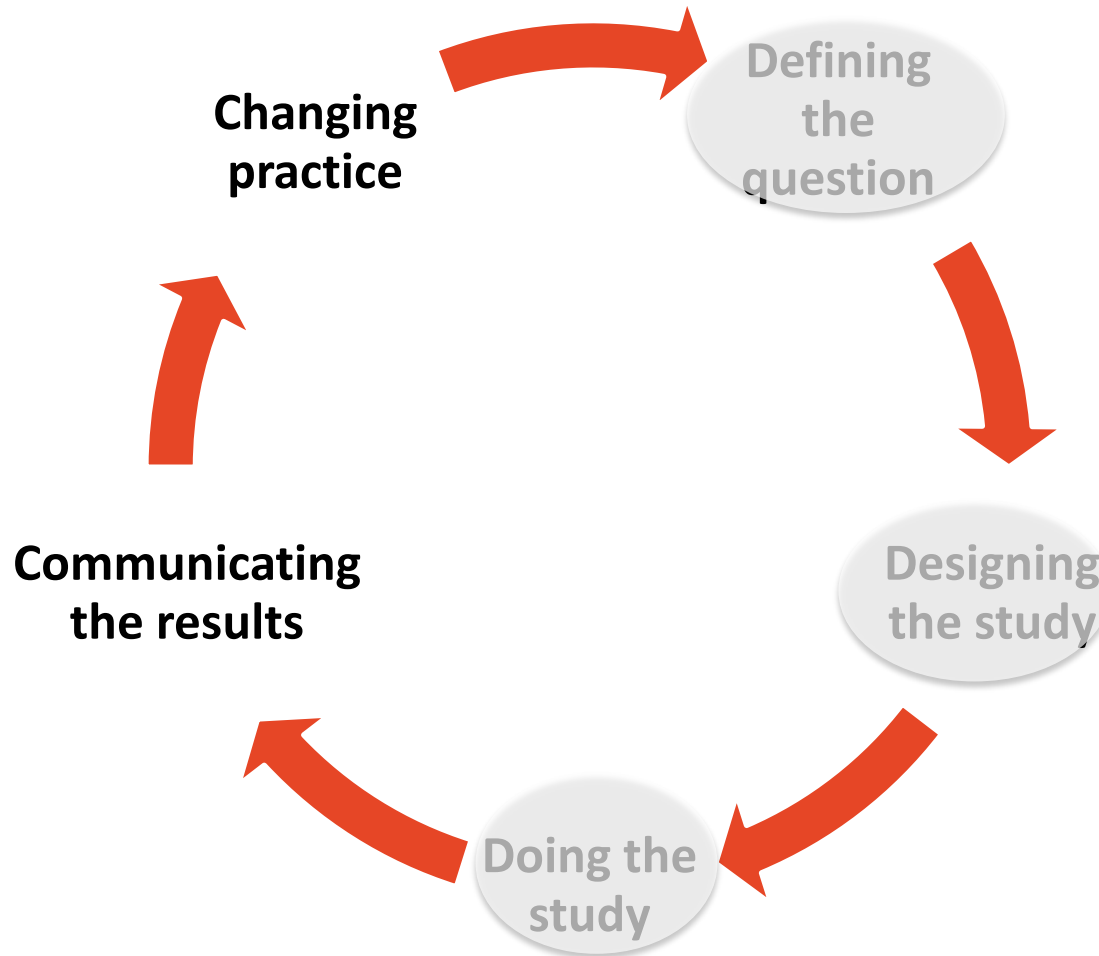 Changing
practice
Defining
the
question
Designing
the study
Doing the
study
Communicating
the results